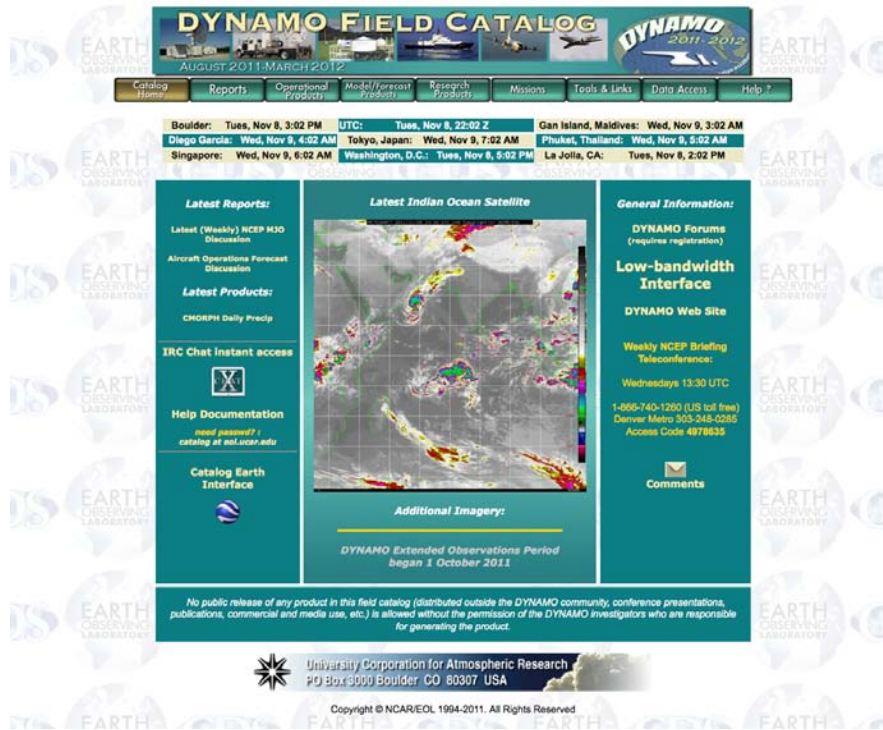 DYNAMO FIELD CATALOG
DYNAMO
2011-2012
AUGUST 2011-MARCH 2012
Catalog Home
Reports
Operational Products
Model/Forecast Products
Research Products
Missions
Tools & Links
Data Access
Help ?
Boulder: Tues, Nov 8, 3:02 PM
UTC: Tues, Nov 8, 22:02 Z
Gan Island, Maldives: Wed, Nov 9, 3:02 AM
Diego Garcia: Wed, Nov 9, 4:02 AM
Tokyo, Japan: Wed, Nov 9, 7:02 AM
Phuket, Thailand: Wed, Nov 9, 5:02 AM
Singapore: Wed, Nov 9, 6:02 AM
Washington, D.C.: Tues, Nov 8, 5:02 PM
La Jolla, CA: Tues, Nov 8, 2:02 PM
Latest Reports:
Latest (Weekly) NCEP MJO
Discussion
Aircraft Operations Forecast
Discussion
Latest Products:
CMORPH Daily Precip
IRC Chat instant access
X
CHAT
Help Documentation
need passwd? :
catalog at eol.ucar.edu
Catalog Earth
Interface
Latest Indian Ocean Satellite
Additional Imagery:
DYNAMO Extended Observations Period
began 1 October 2011
General Information:
DYNAMO Forums
(requires registration)
Low-bandwidth
Interface
DYNAMO Web Site
Weekly NCEP Briefing
Teleconference:
Wednesdays 13:30 UTC
1-866-740-1260 (US toll free)
Denver Metro 303-248-0285
Access Code 4978635
Comments
No public release of any product in this field catalog (distributed outside the DYNAMO community, conference presentations,
publications, commercial and media use, etc.) is allowed without the permission of the DYNAMO investigators who are responsible
for generating the product.
University Corporation for Atmospheric Research
PO Box 3000 Boulder CO 80307 USA
Copyright © NCAR/EOL 1994-2011. All Rights Reserved
EARTH
OBSERVING
LABORATORY